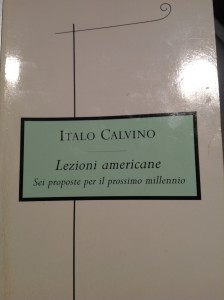 ITALO CALVINO
Lezioni americane
Sei proposte per il prossimo millennio